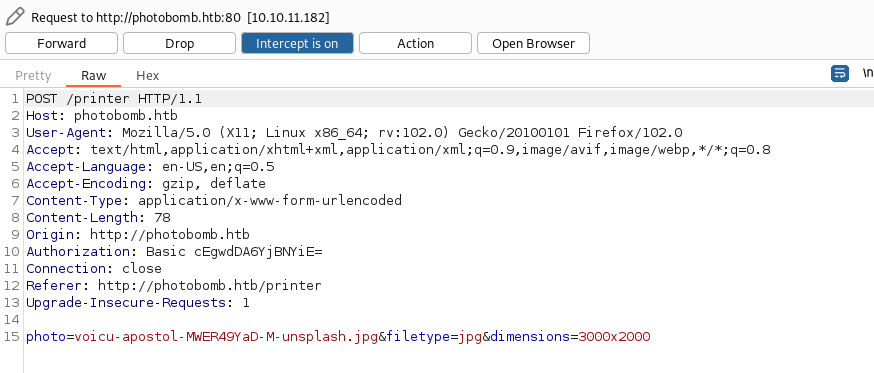 Request to http://photobomb.htb:80 [10.10.11.182]
Forward Drop Intercept is on Action Open Browser
Pretty Raw Hex \n
1 POST /printer HTTP/1.1
2 Host: photobomb.htb
3 User-Agent: Mozilla/5.0 (X11; Linux x86_64; rv:102.0) Gecko/20100101 Firefox/102.0
4 Accept: text/html,application/xhtml+xml,application/xml;q=0.9,image/avif,image/webp,*/*;q=0.8
5 Accept-Language: en-US,en;q=0.5
6 Accept-Encoding: gzip, deflate
7 Content-Type: application/x-www-form-urlencoded
8 Content-Length: 78
9 Origin: http://photobomb.htb
10 Authorization: Basic cEgwdDA6YjBNYiE=
11 Connection: close
12 Referer: http://photobomb.htb/printer
13 Upgrade-Insecure-Requests: 1
14
15 photo=voicu-apostol-MWER49YaD-M-unsplash.jpg&filetype=jpg&dimensions=3000x2000